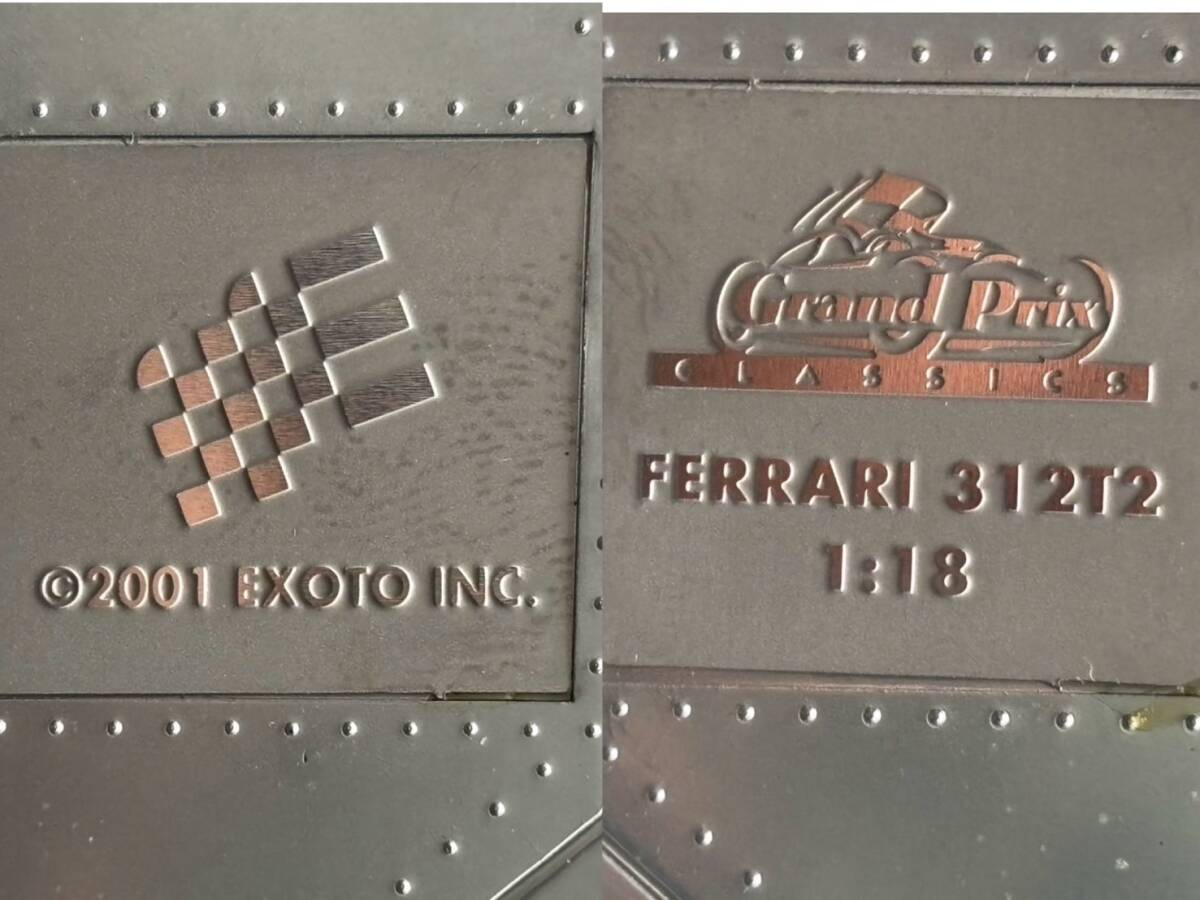 ©2001 EXOTO INC.
Grand Prix
CLASSICS
FERRARI 312T2
1:18